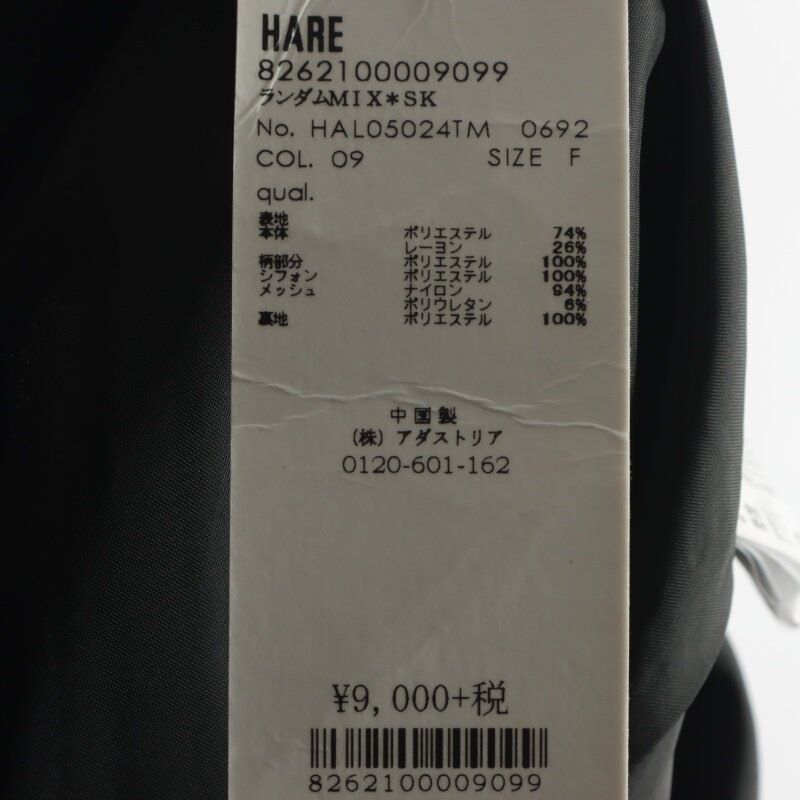 HARE
8262100009099
ランダムMIX*SK
No. HAL05024TM 0692
COL. 09 SIZE F
qual.
表地
本体 ポリエステル 74%
レーヨン 26%
柄部分 ポリエステル 100%
シフォン ポリエステル 100%
メッシュ ナイロン 94%
ポリウレタン 6%
裏地 ポリエステル 100%
中国製
(株) アダストリア
0120-601-162
¥9,000+税
8262100009099